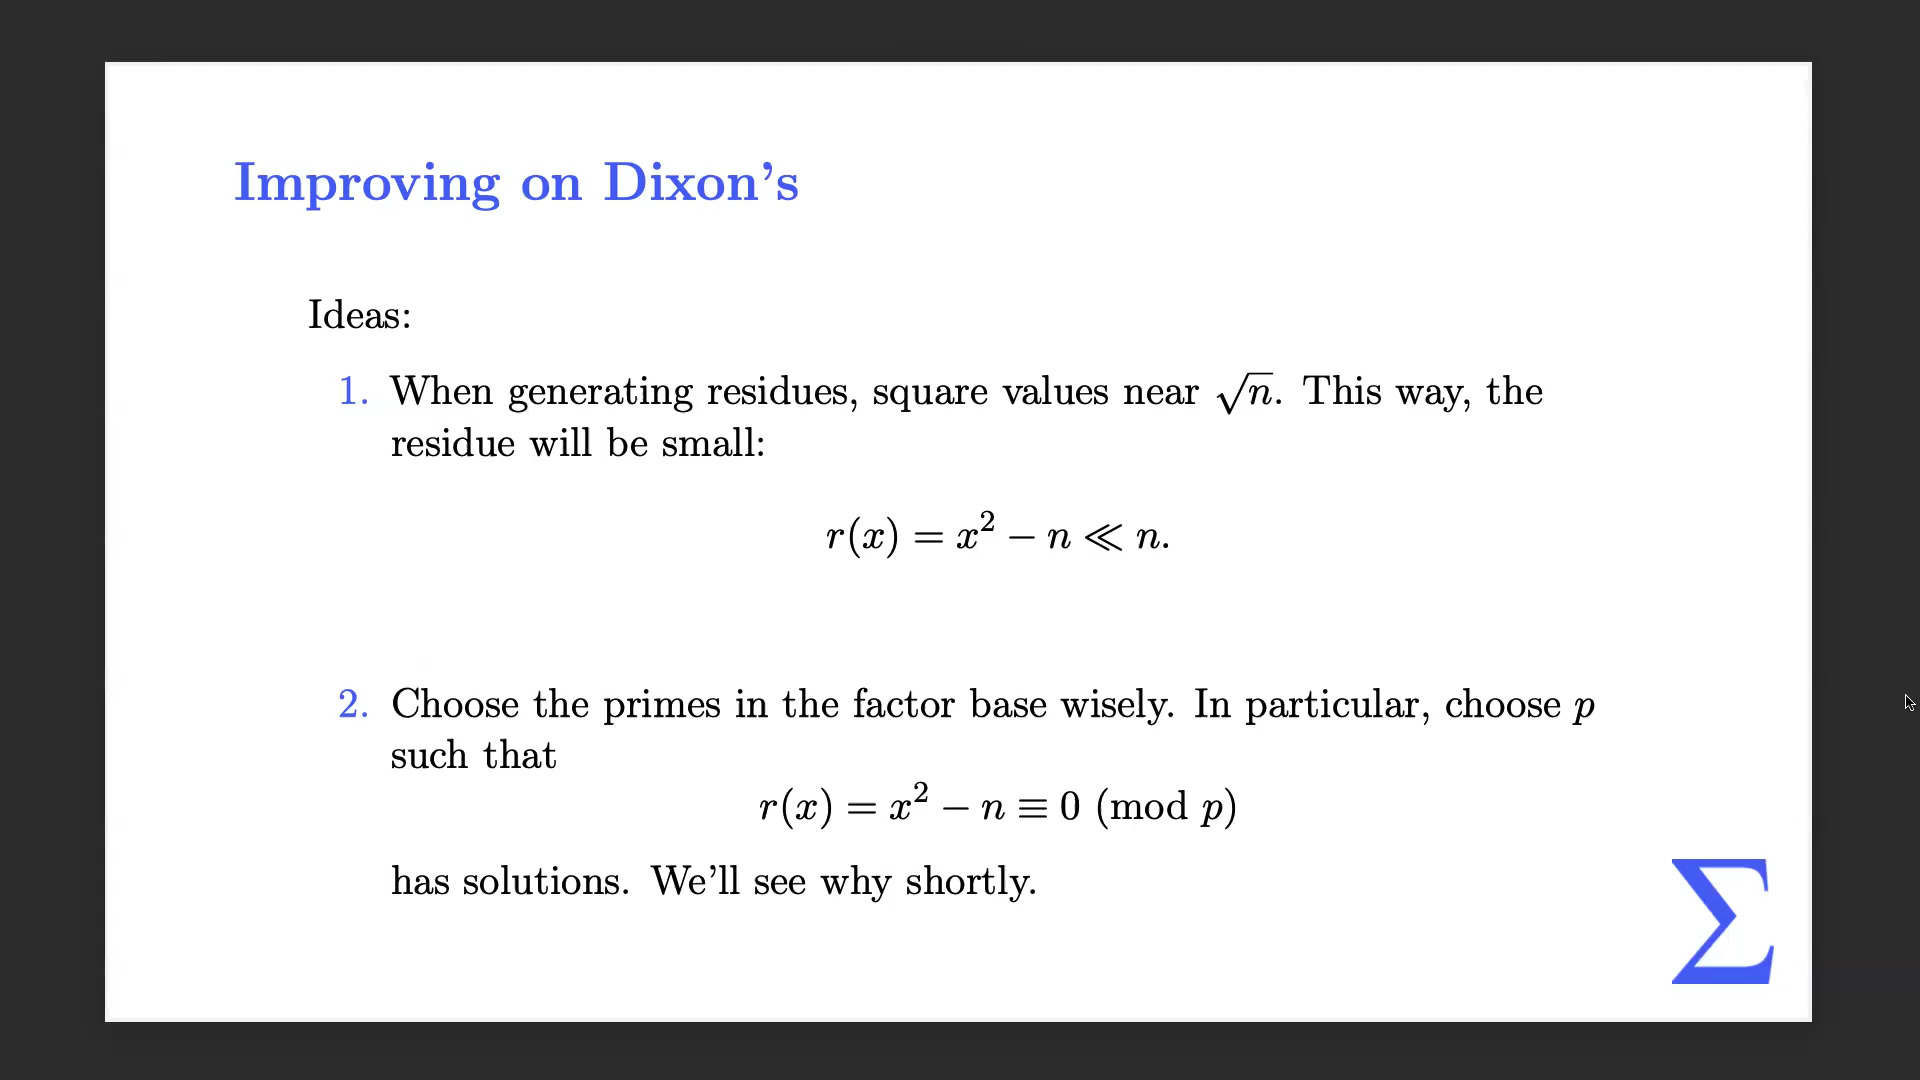 Improving on Dixon’s
Ideas:
1. When generating residues, square values near √n. This way, the
residue will be small:
r(x) = x² − n ≪ n.
2. Choose the primes in the factor base wisely. In particular, choose p
such that
r(x) = x² − n ≡ 0 (mod p)
has solutions. We’ll see why shortly.
Σ